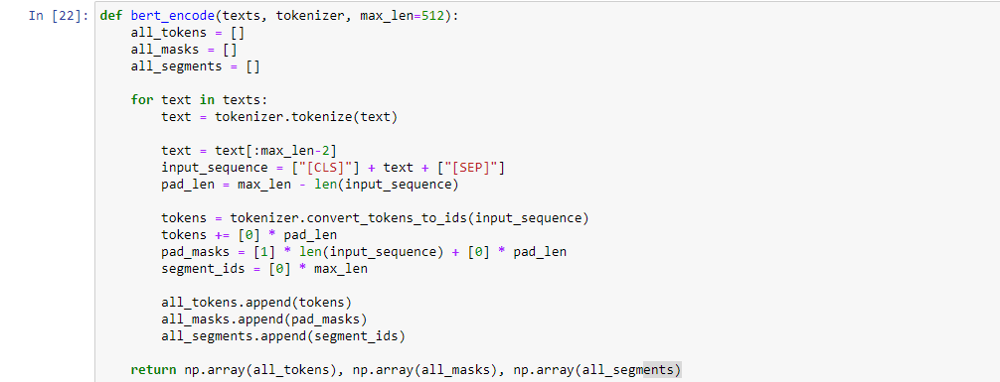 In [22]: def bert_encode(texts, tokenizer, max_len=512):
    all_tokens = []
    all_masks = []
    all_segments = []

    for text in texts:
        text = tokenizer.tokenize(text)

        text = text[:max_len-2]
        input_sequence = ["[CLS]"] + text + ["[SEP]"]
        pad_len = max_len - len(input_sequence)

        tokens = tokenizer.convert_tokens_to_ids(input_sequence)
        tokens += [0] * pad_len
        pad_masks = [1] * len(input_sequence) + [0] * pad_len
        segment_ids = [0] * max_len

        all_tokens.append(tokens)
        all_masks.append(pad_masks)
        all_segments.append(segment_ids)

    return np.array(all_tokens), np.array(all_masks), np.array(all_segments)